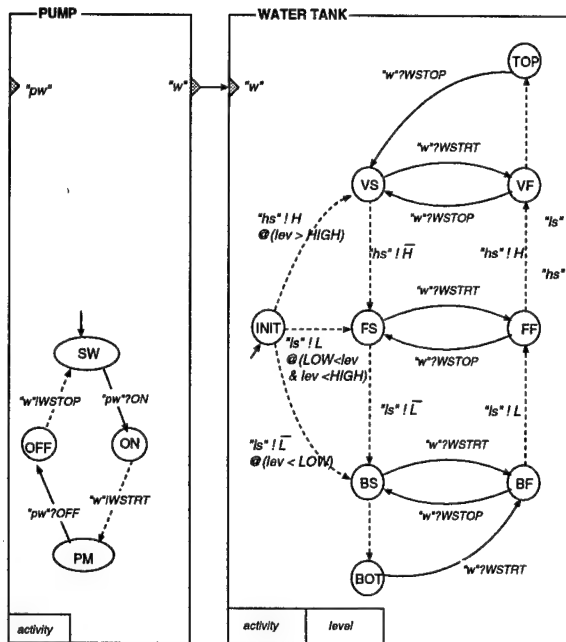 PUMP
WATER TANK
TOP
"pw"
"w"
"w"
"w"?WSTOP
"w"?WSTRT
VS
VF
"w"?WSTOP
"ls"
"hs" ! H
@(lev > HIGH)
"hs" ! H̅
"hs" ! H
"hs"
"w"?WSTRT
INIT
FS
FF
SW
"ls" ! L
@(LOW<lev
& lev <HIGH)
"w"?WSTOP
"w"!WSTOP
"pw"?ON
"ls" ! L̅
"ls" ! L
OFF
ON
"ls" ! L̅
@(lev < LOW)
"w"?WSTRT
BS
BF
"pw"?OFF
"w"!WSTRT
"w"?WSTOP
PM
"w"?WSTRT
BOT
activity
activity
level